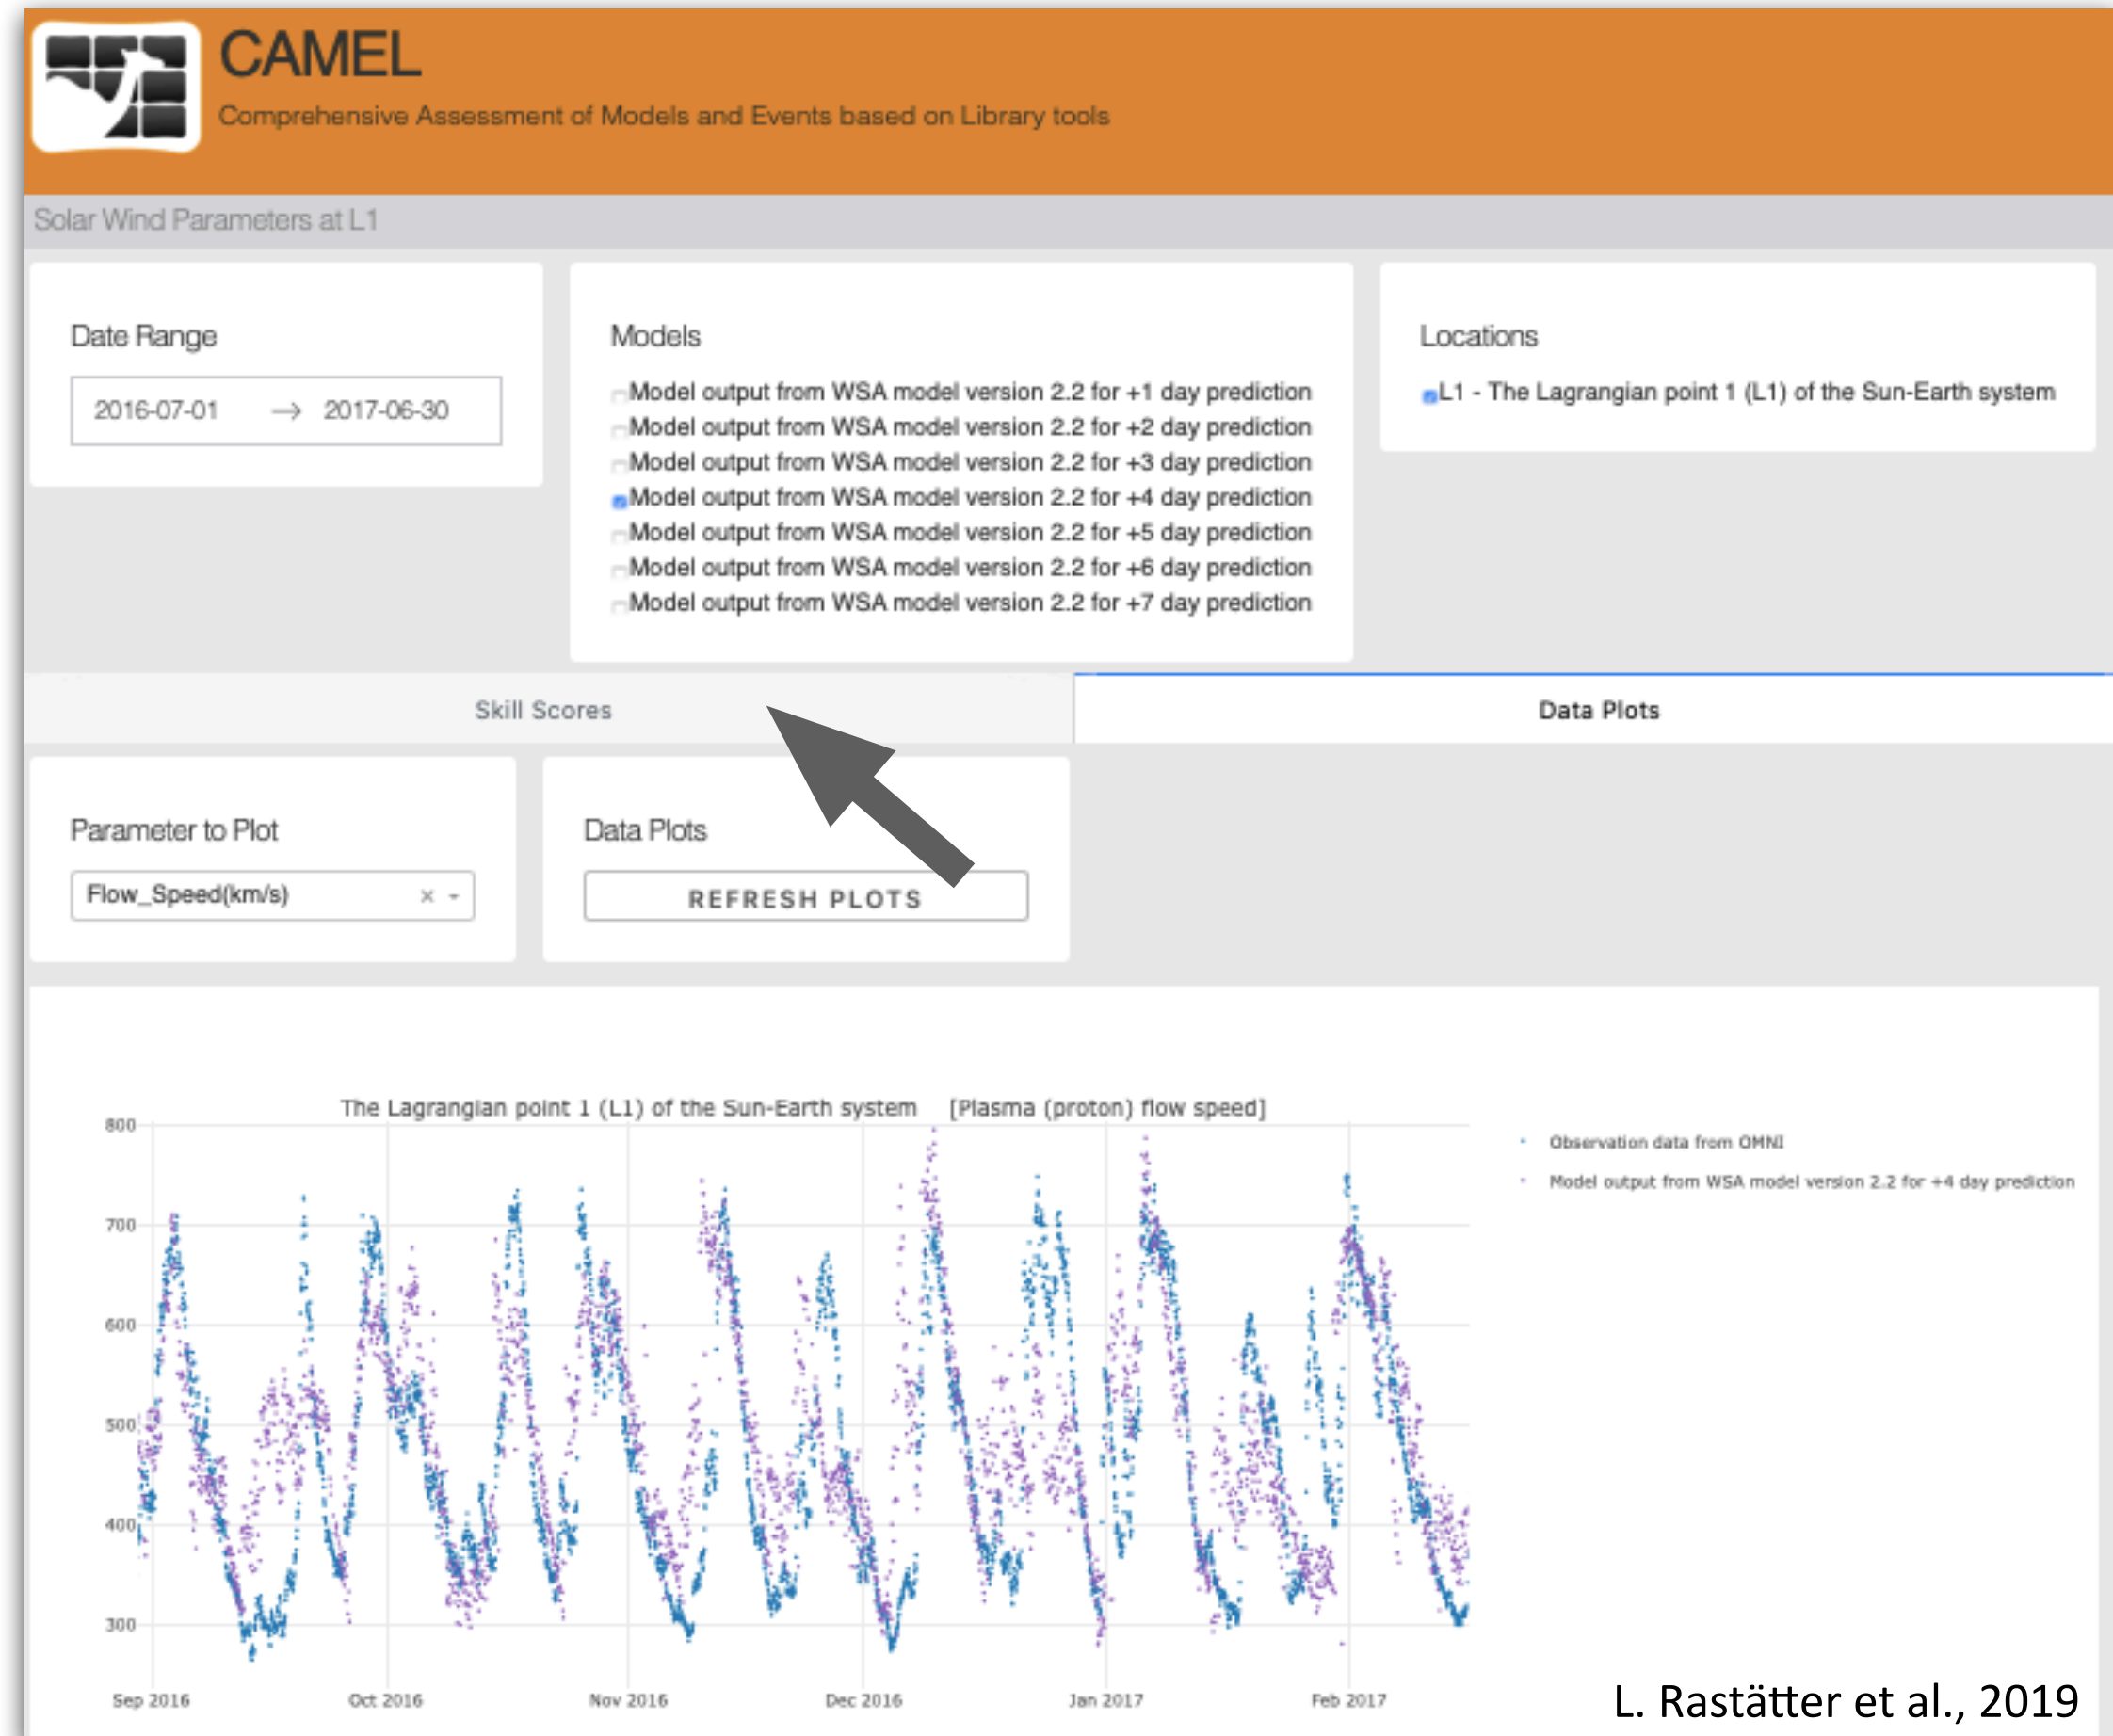 CAMEL
Comprehensive Assessment of Models and Events based on Library tools
Solar Wind Parameters at L1
Date Range
2016-07-01 → 2017-06-30
Models
Model output from WSA model version 2.2 for +1 day prediction
Model output from WSA model version 2.2 for +2 day prediction
Model output from WSA model version 2.2 for +3 day prediction
Model output from WSA model version 2.2 for +4 day prediction
Model output from WSA model version 2.2 for +5 day prediction
Model output from WSA model version 2.2 for +6 day prediction
Model output from WSA model version 2.2 for +7 day prediction
Locations
L1 - The Lagrangian point 1 (L1) of the Sun-Earth system
Skill Scores
Data Plots
Parameter to Plot
Flow_Speed(km/s)
Data Plots
REFRESH PLOTS
The Lagrangian point 1 (L1) of the Sun-Earth system [Plasma (proton) flow speed]
800
700
600
500
400
300
Sep 2016
Oct 2016
Nov 2016
Dec 2016
Jan 2017
Feb 2017
Observation data from OMNI
Model output from WSA model version 2.2 for +4 day prediction
L. Rastätter et al., 2019